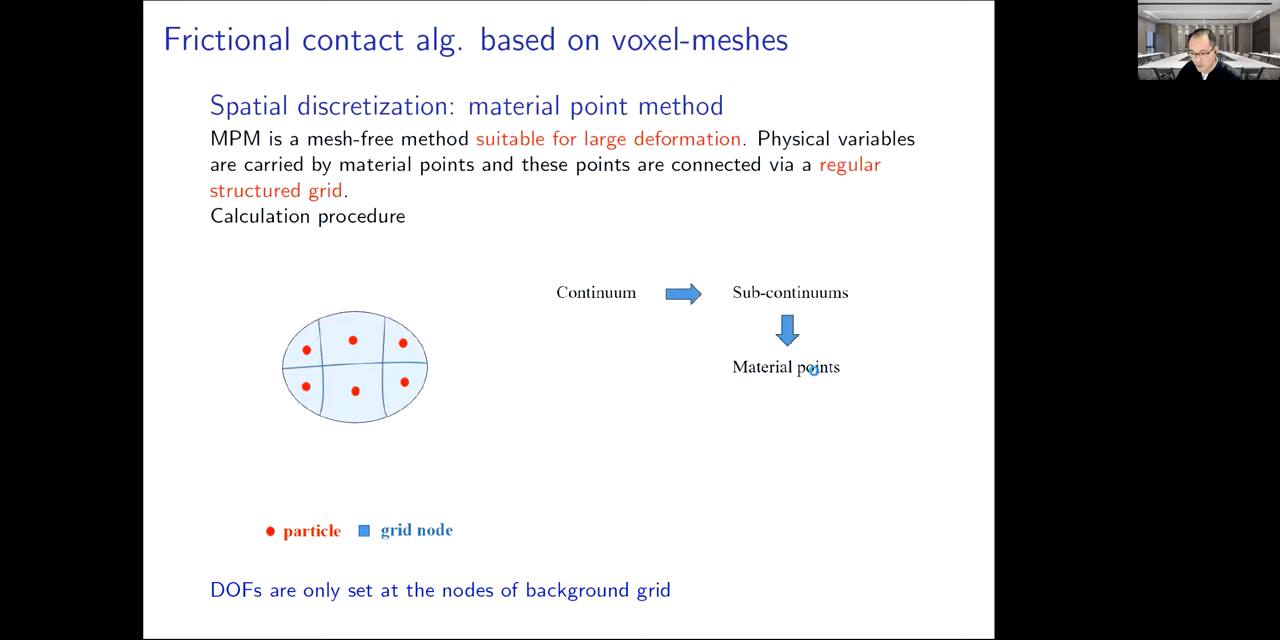 Frictional contact alg. based on voxel-meshes
Spatial discretization: material point method
MPM is a mesh-free method suitable for large deformation. Physical variables
are carried by material points and these points are connected via a regular
structured grid.
Calculation procedure
Continuum
Sub-continuums
Material points
particle
grid node
DOFs are only set at the nodes of background grid